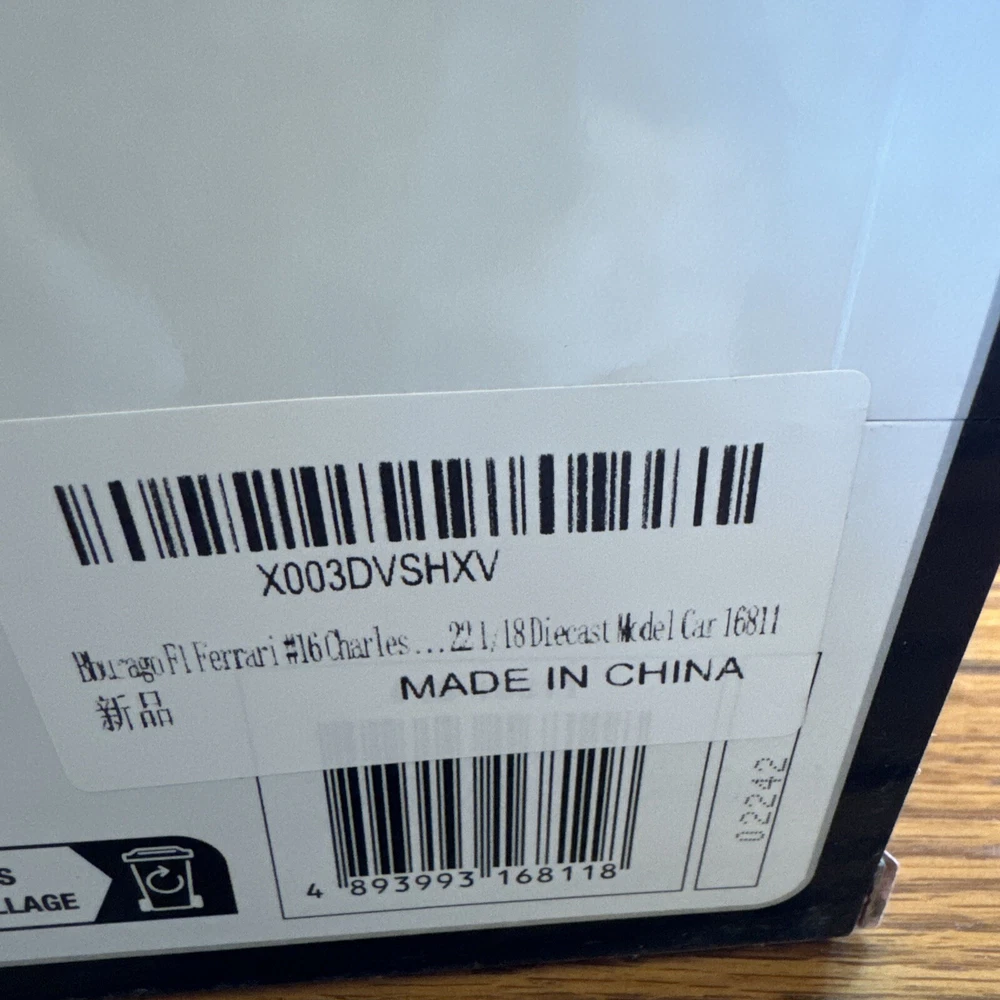 X003DVSHXV
Bburago F1 Ferrari #16 Charles...22 1/18 Diecast Model Car 16811
新品
MADE IN CHINA
02242
4 893993 168118
S
LLAGE